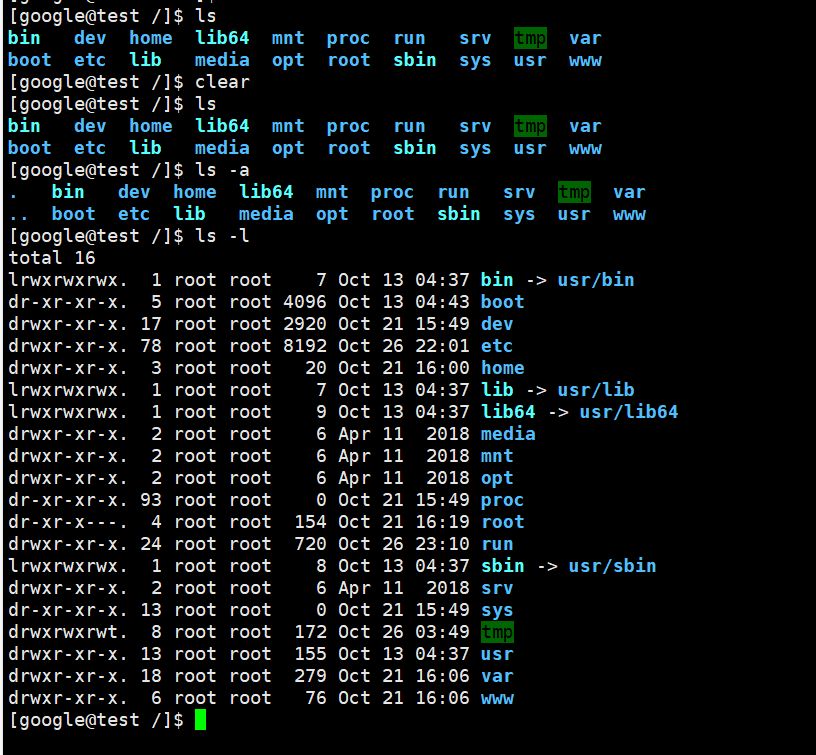 [google@test /]$ ls
bin   dev  home  lib64  mnt  proc  run   srv  tmp  var
boot  etc  lib   media  opt  root  sbin  sys  usr  www
[google@test /]$ clear
[google@test /]$ ls
bin   dev  home  lib64  mnt  proc  run   srv  tmp  var
boot  etc  lib   media  opt  root  sbin  sys  usr  www
[google@test /]$ ls -a
.   bin   dev  home  lib64  mnt  proc  run   srv  tmp  var
..  boot  etc  lib   media  opt  root  sbin  sys  usr  www
[google@test /]$ ls -l
total 16
lrwxrwxrwx.  1 root root    7 Oct 13 04:37 bin -> usr/bin
dr-xr-xr-x.  5 root root 4096 Oct 13 04:43 boot
drwxr-xr-x. 17 root root 2920 Oct 21 15:49 dev
drwxr-xr-x. 78 root root 8192 Oct 26 22:01 etc
drwxr-xr-x.  3 root root   20 Oct 21 16:00 home
lrwxrwxrwx.  1 root root    7 Oct 13 04:37 lib -> usr/lib
lrwxrwxrwx.  1 root root    9 Oct 13 04:37 lib64 -> usr/lib64
drwxr-xr-x.  2 root root    6 Apr 11  2018 media
drwxr-xr-x.  2 root root    6 Apr 11  2018 mnt
drwxr-xr-x.  2 root root    6 Apr 11  2018 opt
dr-xr-xr-x. 93 root root    0 Oct 21 15:49 proc
dr-xr-x---.  4 root root  154 Oct 21 16:19 root
drwxr-xr-x. 24 root root  720 Oct 26 23:10 run
lrwxrwxrwx.  1 root root    8 Oct 13 04:37 sbin -> usr/sbin
drwxr-xr-x.  2 root root    6 Apr 11  2018 srv
dr-xr-xr-x. 13 root root    0 Oct 21 15:49 sys
drwxrwxrwt.  8 root root  172 Oct 26 03:49 tmp
drwxr-xr-x. 13 root root  155 Oct 13 04:37 usr
drwxr-xr-x. 18 root root  279 Oct 21 16:06 var
drwxr-xr-x.  6 root root   76 Oct 21 16:06 www
[google@test /]$